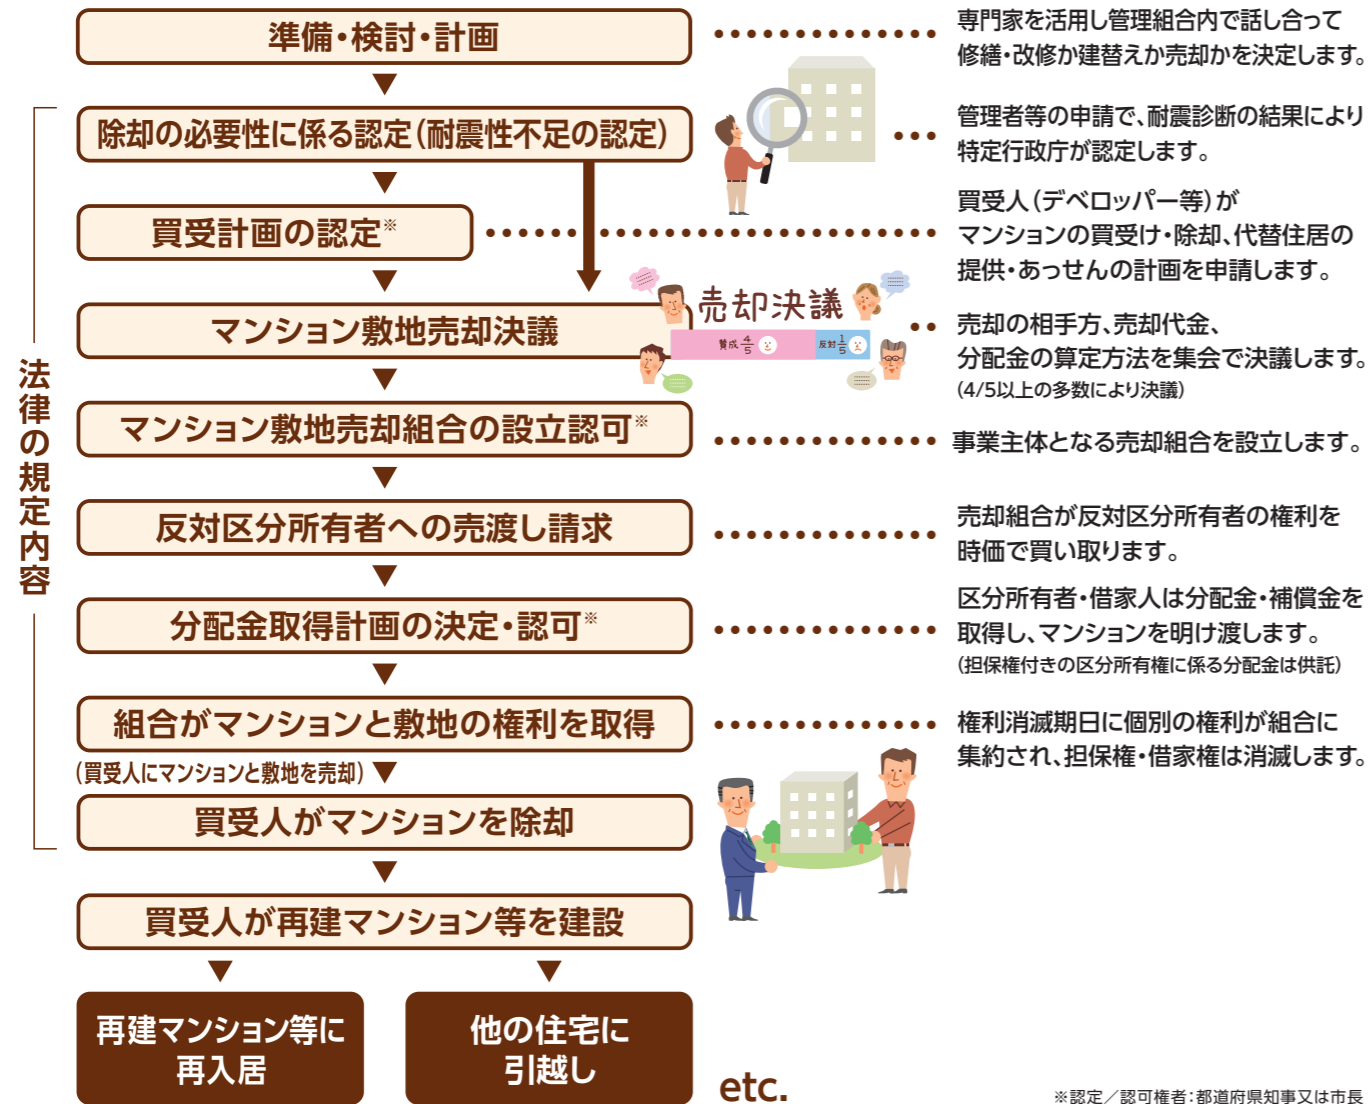 準備・検討・計画
専門家を活用し管理組合内で話し合って
修繕・改修か建替えか売却かを決定します。
法律の規定内容
除却の必要性に係る認定(耐震性不足の認定)
管理者等の申請で、耐震診断の結果により
特定行政庁が認定します。
買受計画の認定※
買受人(デベロッパー等)が
マンションの買受け・除却、代替住居の
提供・あっせんの計画を申請します。
マンション敷地売却決議
売却決議
賛成4/5
反対1/5
売却の相手方、売却代金、
分配金の算定方法を集会で決議します。
(4/5以上の多数により決議)
マンション敷地売却組合の設立認可※
事業主体となる売却組合を設立します。
反対区分所有者への売渡し請求
売却組合が反対区分所有者の権利を
時価で買い取ります。
分配金取得計画の決定・認可※
区分所有者・借家人は分配金・補償金を
取得し、マンションを明け渡します。
(担保権付きの区分所有権に係る分配金は供託)
組合がマンションと敷地の権利を取得
権利消滅期日に個別の権利が組合に
集約され、担保権・借家権は消滅します。
(買受人にマンションと敷地を売却)
買受人がマンションを除却
買受人が再建マンション等を建設
再建マンション等に
再入居
他の住宅に
引越し
etc.
※認定/認可権者:都道府県知事又は市長